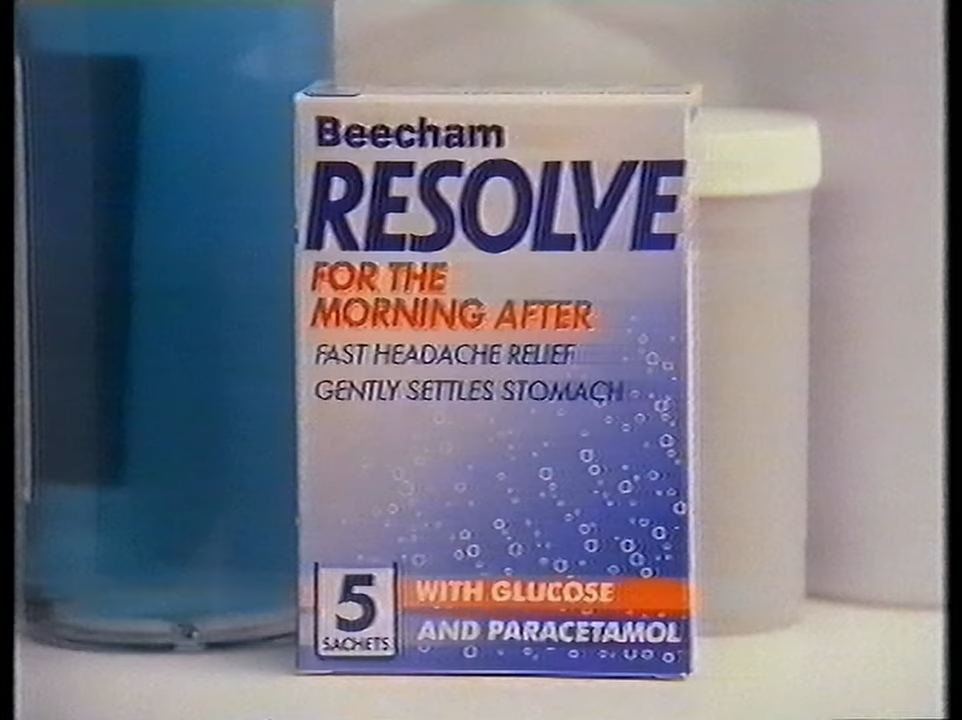 Beecham
RESOLVE
FOR THE
MORNING AFTER
FAST HEADACHE RELIEF
GENTLY SETTLES STOMACH
5
SACHETS
WITH GLUCOSE
AND PARACETAMOL